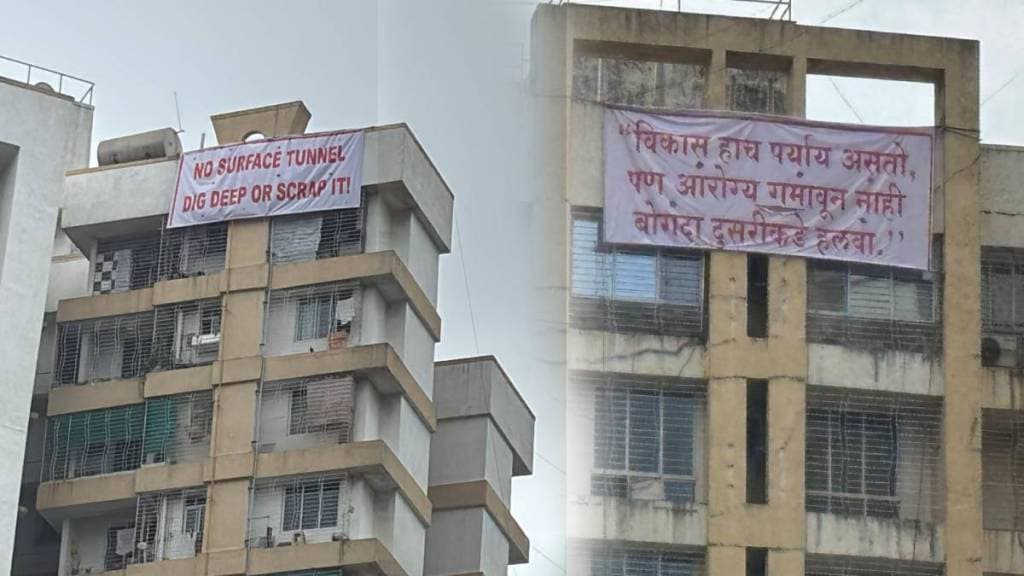 NO SURFACE TUNNEL
DIG DEEP OR SCRAP IT!
"विकास हाच पर्याय असतो,
पण आरोग्य गमावून नाही
बोगदा दुसरीकडे हलवा."